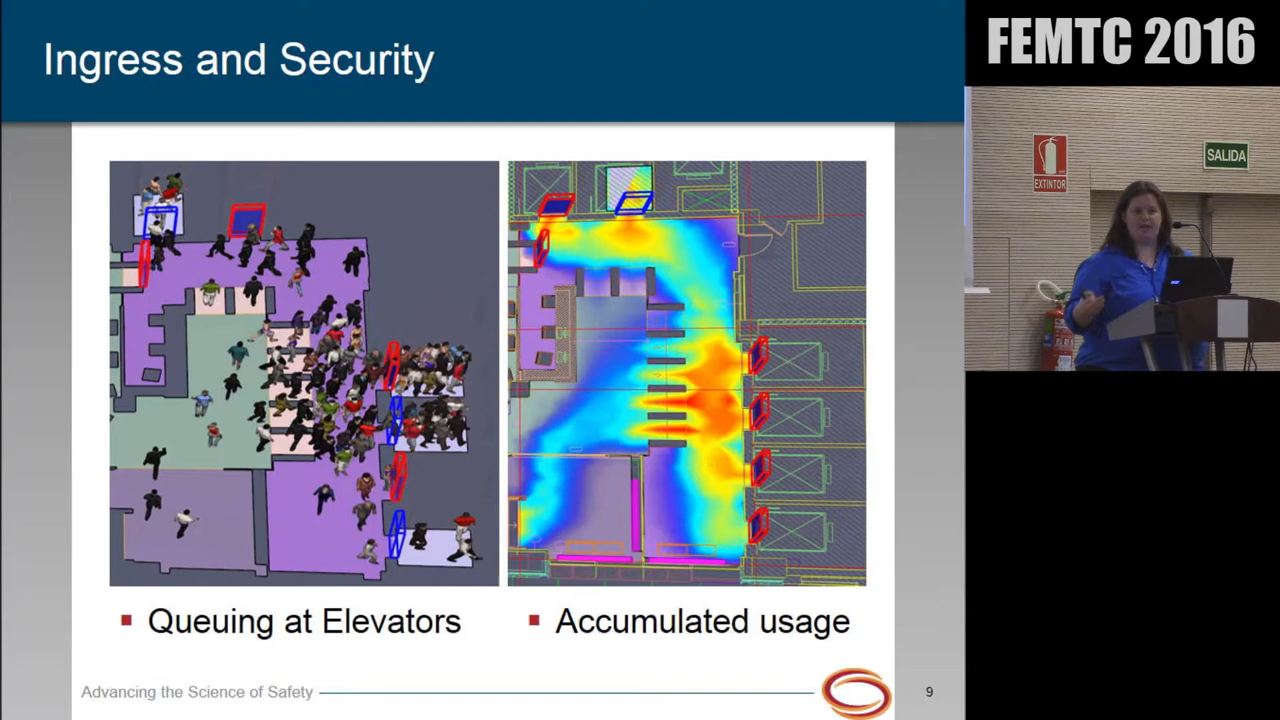 Ingress and Security
FEMTC 2016
EXTINTOR
SALIDA
Queuing at Elevators
Accumulated usage
Advancing the Science of Safety
9